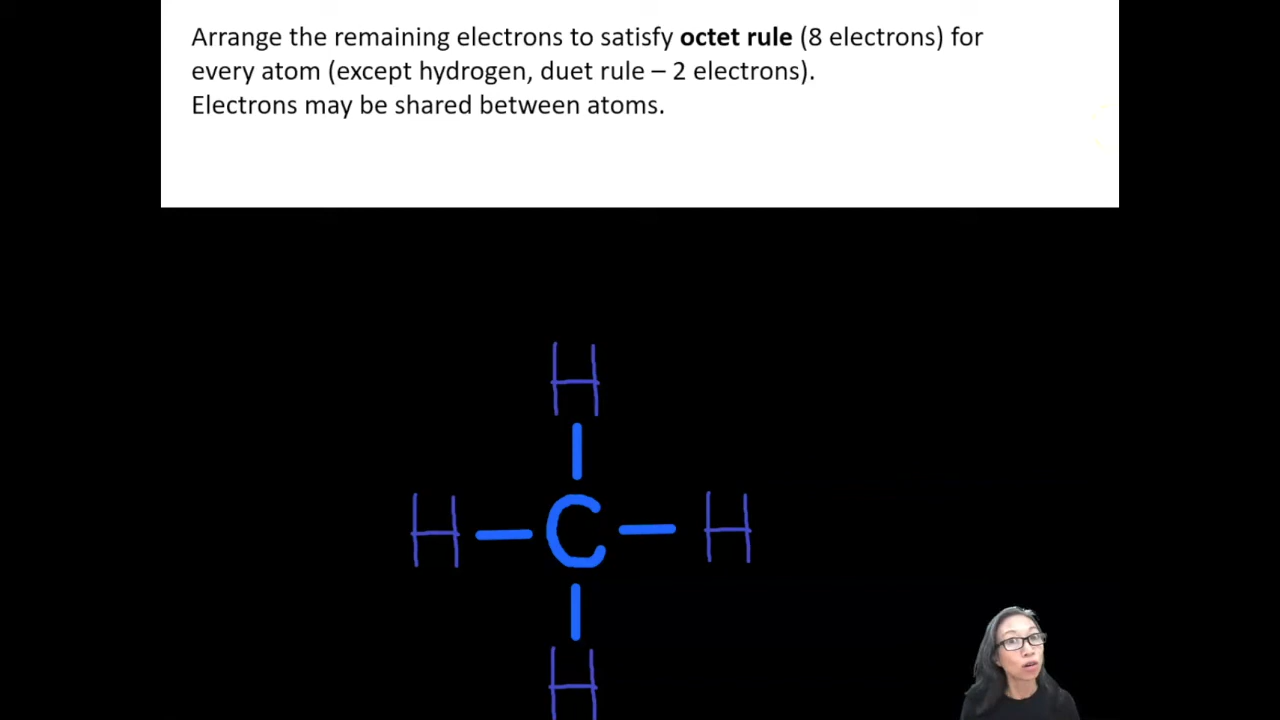 Arrange the remaining electrons to satisfy octet rule (8 electrons) for
every atom (except hydrogen, duet rule – 2 electrons).
Electrons may be shared between atoms.
H
H – C – H
H